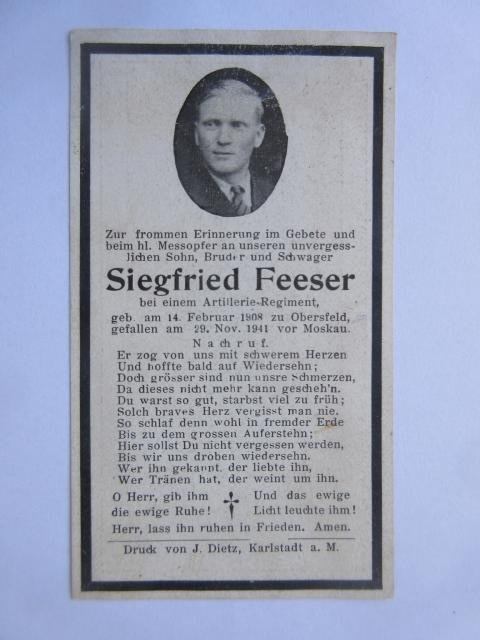 Zur frommen Erinnerung im Gebete und
beim hl. Messopfer an unseren unvergess-
lichen Sohn, Bruder und Schwager
Siegfried Feeser
bei einem Artillerie-Regiment,
geb. am 14. Februar 1908 zu Obersfeld,
gefallen am 29. Nov. 1941 vor Moskau.
Nachruf.
Er zog von uns mit schwerem Herzen
Und hoffte bald auf Wiedersehn;
Doch grösser sind nun unsre Schmerzen,
Da dieses nicht mehr kann gescheh'n.
Du warst so gut, starbst viel zu früh;
Solch braves Herz vergisst man nie.
So schlaf denn wohl in fremder Erde
Bis zu dem grossen Auferstehn;
Hier sollst Du nicht vergessen werden,
Bis wir uns droben wiedersehn.
Wer ihn gekannt, der liebte ihn,
Wer Tränen hat, der weint um ihn.
O Herr, gib ihm Und das ewige
die ewige Ruhe! Licht leuchte ihm!
Herr, lass ihn ruhen in Frieden. Amen.
Druck von J. Dietz, Karlstadt a. M.